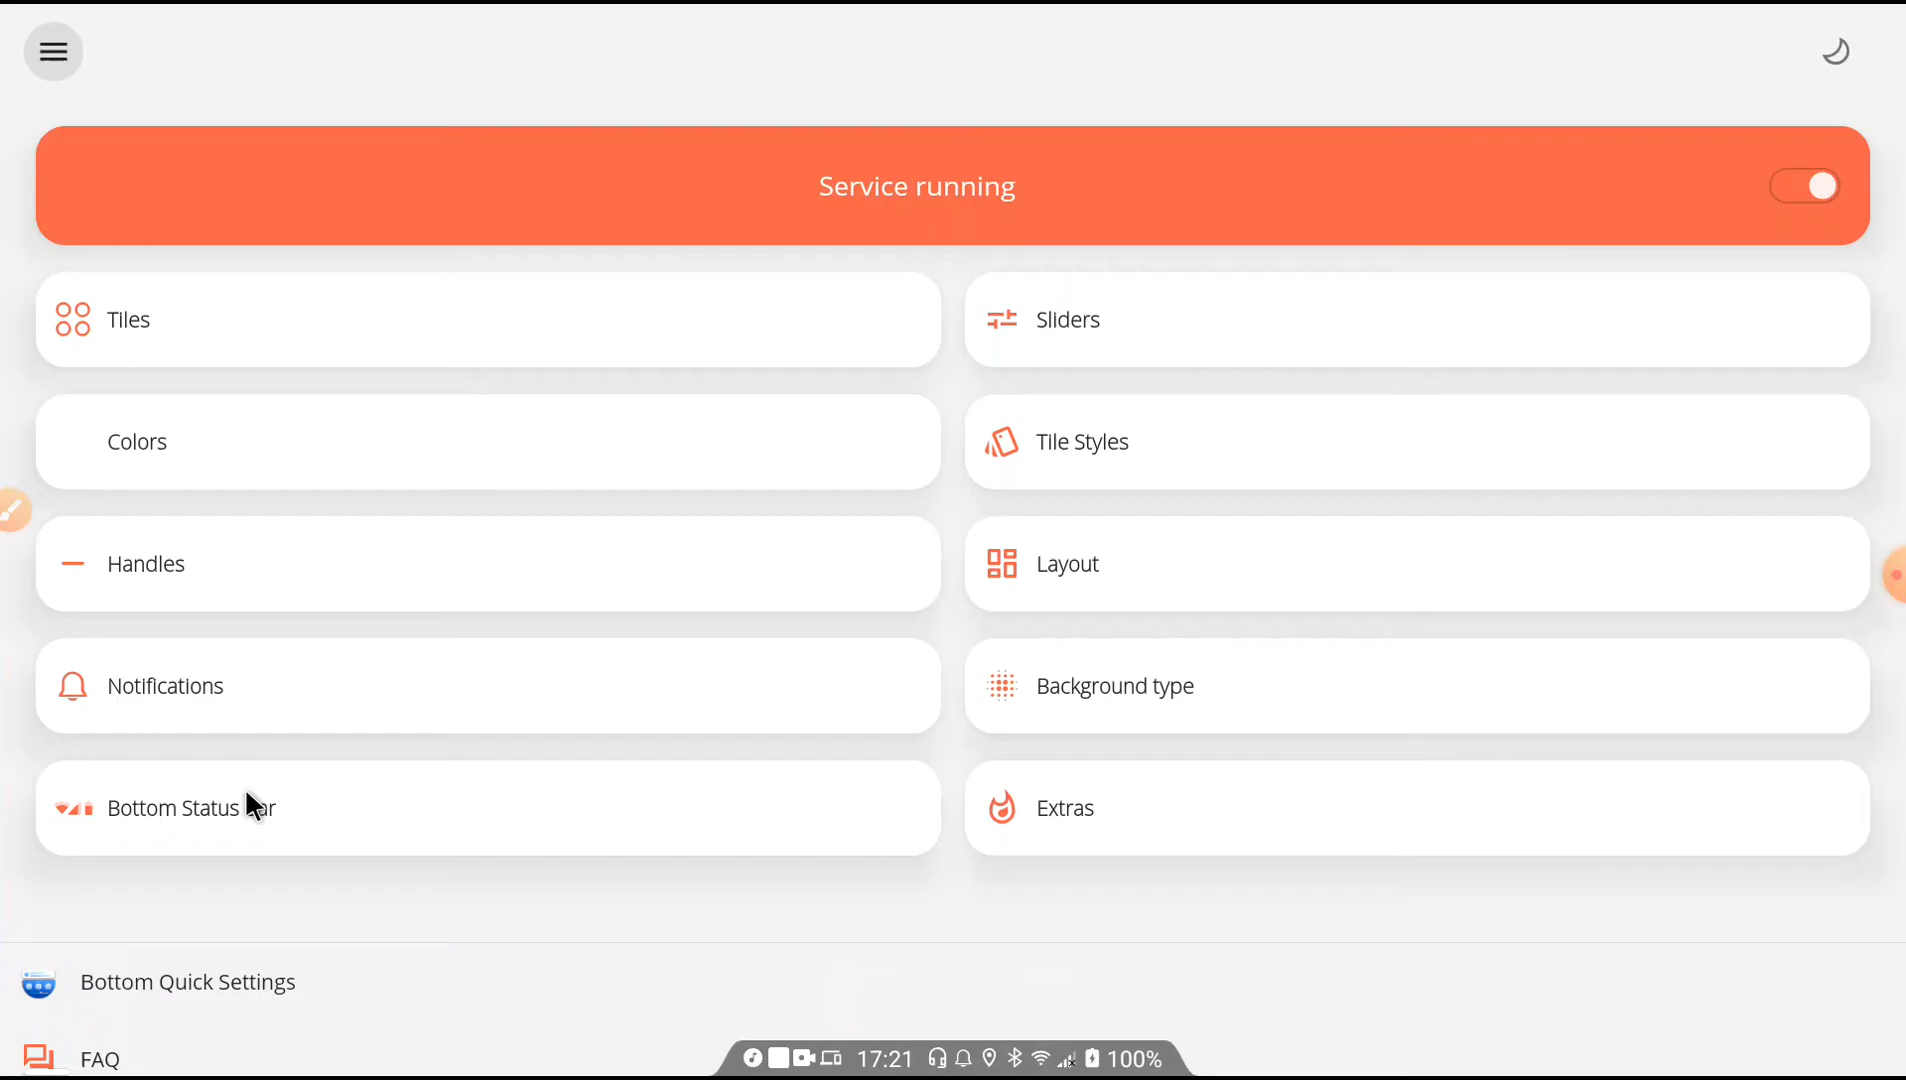 Service running
Tiles
Sliders
Colors
Tile Styles
Handles
Layout
Notifications
Background type
Bottom Status
Extras
Bottom Quick Settings
FAQ
17:21 100%